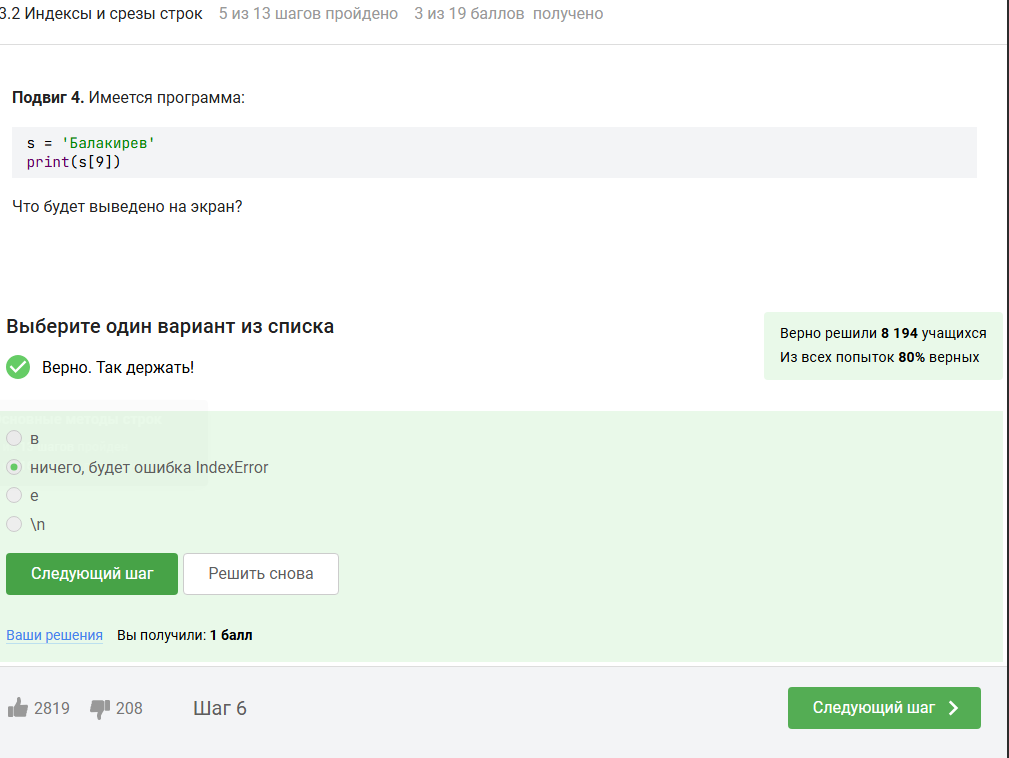 3.2 Индексы и срезы строк 5 из 13 шагов пройдено 3 из 19 баллов получено
Подвиг 4. Имеется программа:
s = 'Балакирев'
print(s[9])
Что будет выведено на экран?
Выберите один вариант из списка
Верно. Так держать!
Верно решили 8 194 учащихся
Из всех попыток 80% верных
в
ничего, будет ошибка IndexError
е
\n
Следующий шаг Решить снова
Ваши решения Вы получили: 1 балл
2819 208 Шаг 6 Следующий шаг